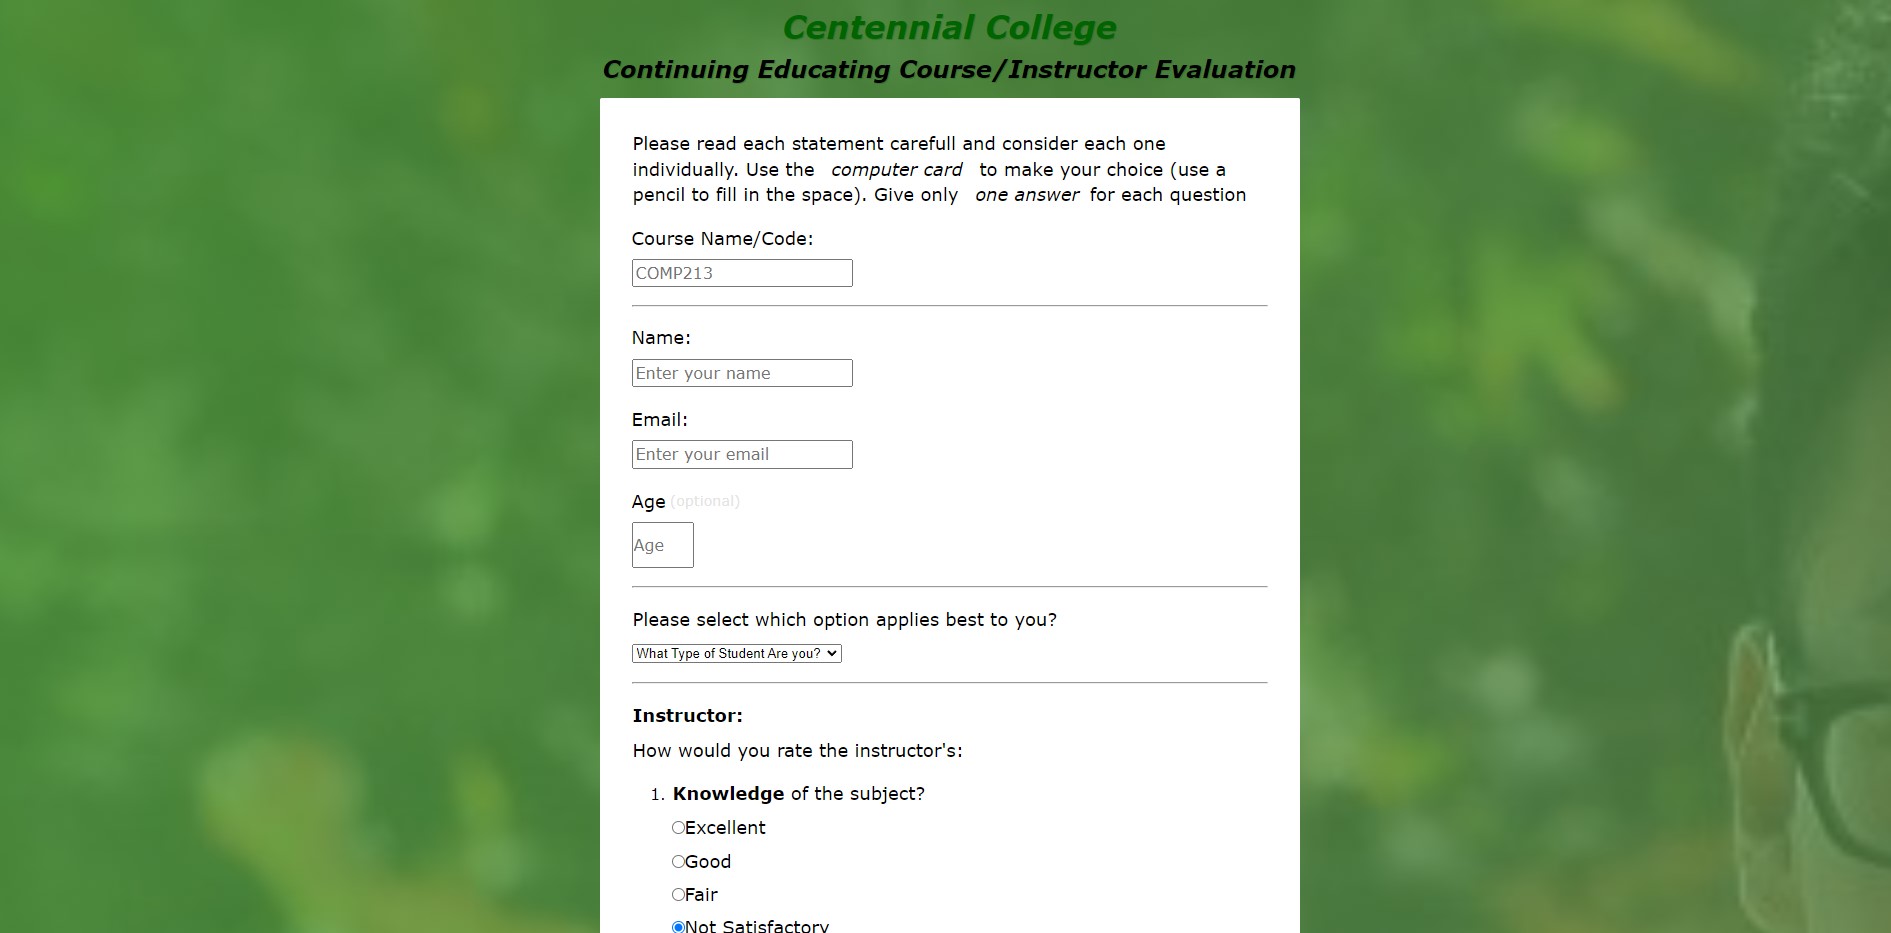 Centennial College
Continuing Educating Course/Instructor Evaluation
Please read each statement carefull and consider each one
individually. Use the computer card to make your choice (use a
pencil to fill in the space). Give only one answer for each question
Course Name/Code:
COMP213
Name:
Enter your name
Email:
Enter your email
Age (optional)
Age
Please select which option applies best to you?
What Type of Student Are you?
Instructor:
How would you rate the instructor's:
1. Knowledge of the subject?
Excellent
Good
Fair
Not Satisfactory